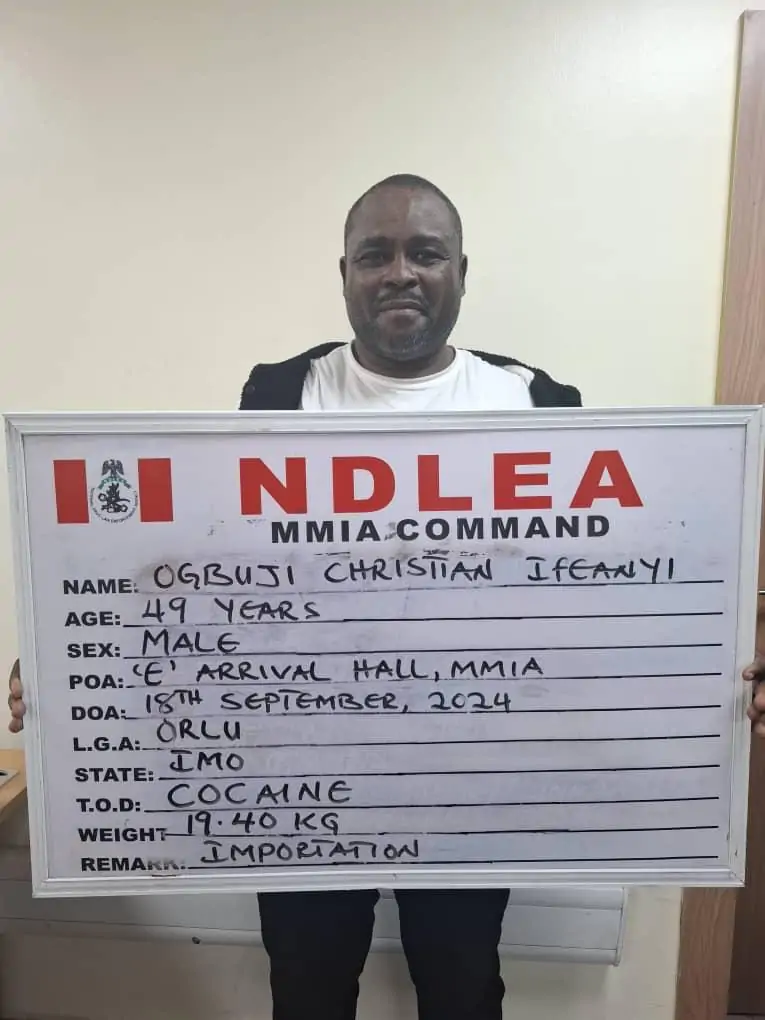 NDLEA
MMIA COMMAND
NAME: OGBUJI CHRISTIAN IFEANYI
AGE: 49 YEARS
SEX: MALE
POA: 'E' ARRIVAL HALL, MMIA
DOA: 18TH SEPTEMBER, 2024
L.G.A: ORLU
STATE: IMO
T.O.D: COCAINE
WEIGHT 19.40 KG
REMARK: IMPORTATION